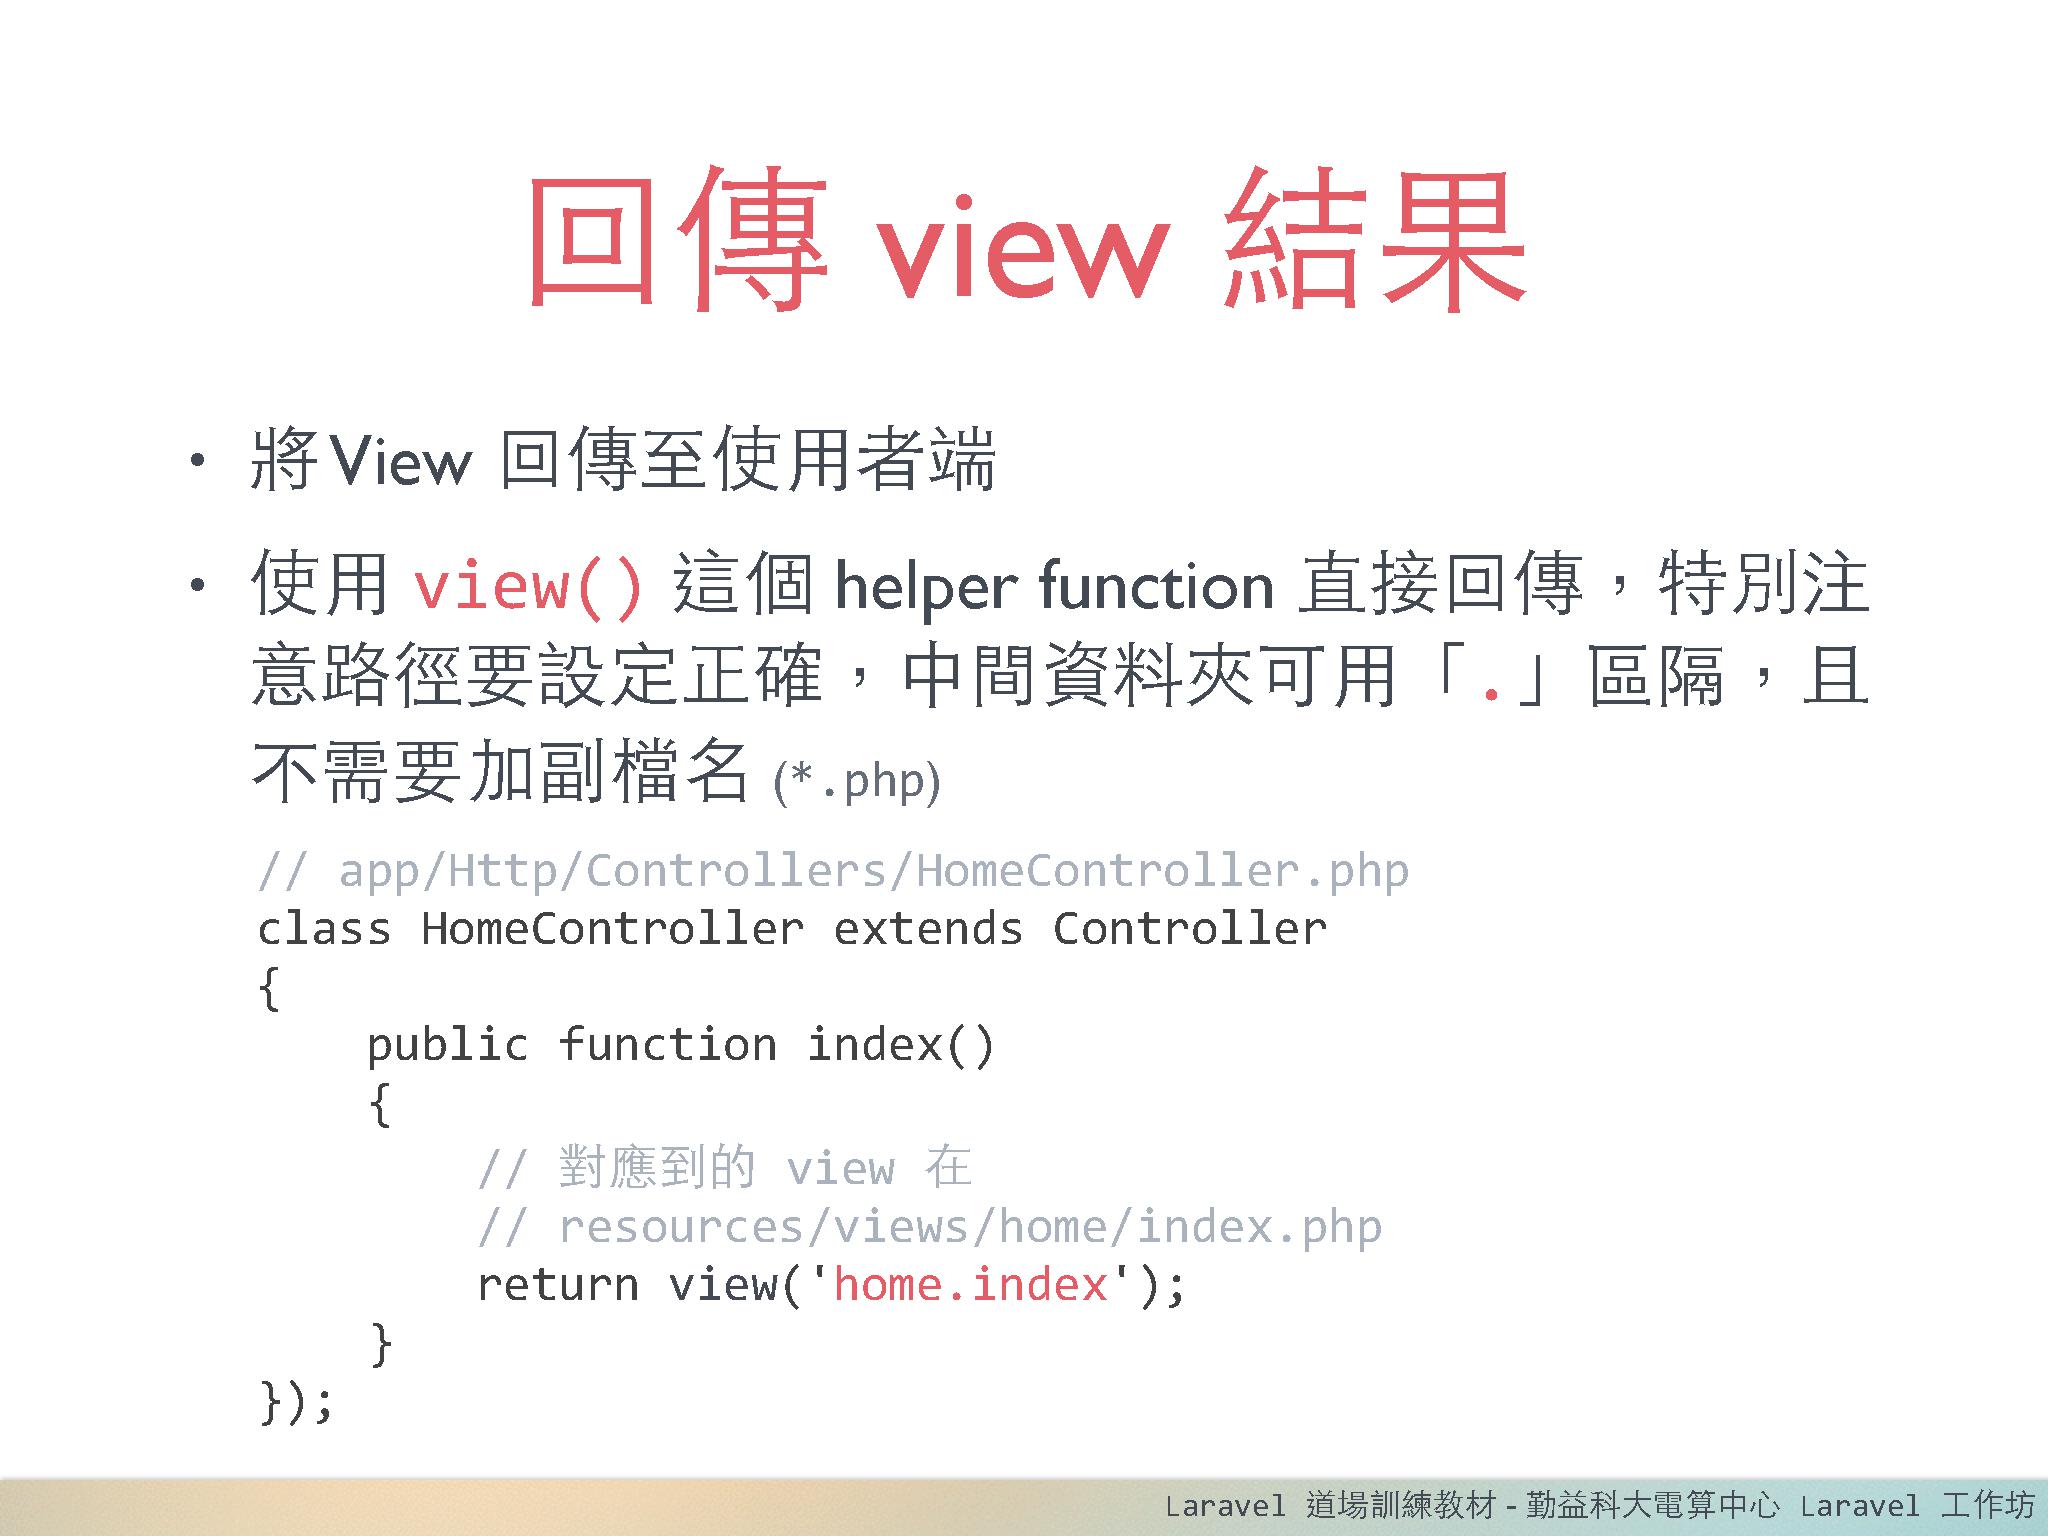 回傳 view 結果
• 將 View 回傳至使用者端
• 使用 view() 這個 helper function 直接回傳，特別注
意路徑要設定正確，中間資料夾可用「.」區隔，且
不需要加副檔名 (*.php)
// app/Http/Controllers/HomeController.php
class HomeController extends Controller
{
    public function index()
    {
        // 對應到的 view 在
        // resources/views/home/index.php
        return view('home.index');
    }
});
Laravel 道場訓練教材 - 勤益科大電算中心 Laravel 工作坊